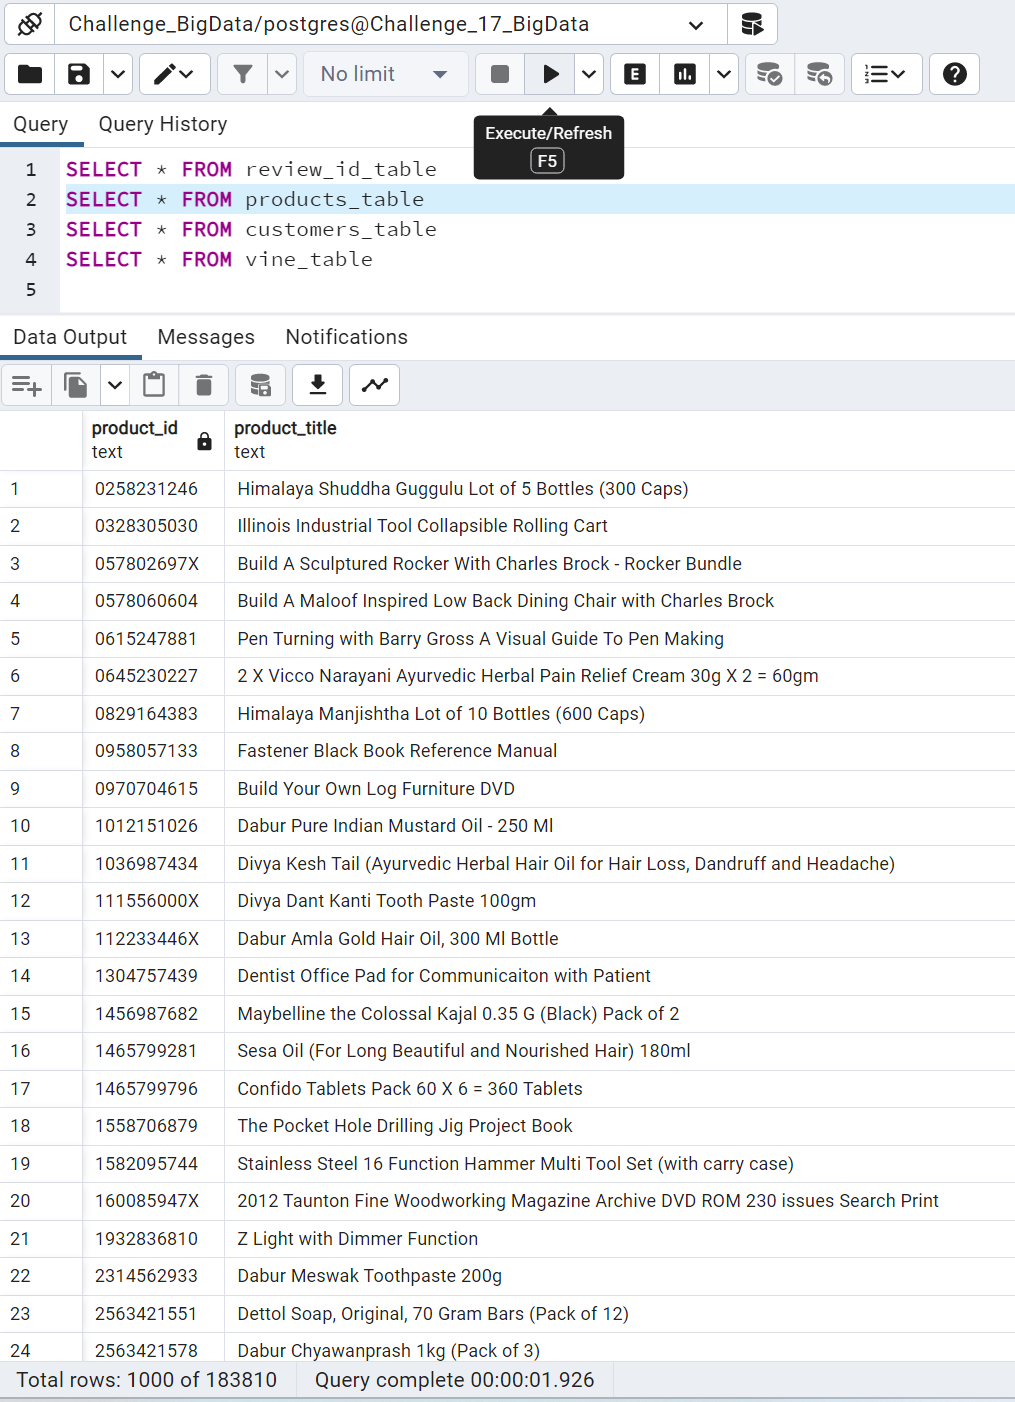 Challenge_BigData/postgres@Challenge_17_BigData
No limit
E
Query Query History
Execute/Refresh
F5
1 SELECT * FROM review_id_table
2 SELECT * FROM products_table
3 SELECT * FROM customers_table
4 SELECT * FROM vine_table
5
Data Output Messages Notifications
product_id product_title
text text
1 0258231246 Himalaya Shuddha Guggulu Lot of 5 Bottles (300 Caps)
2 0328305030 Illinois Industrial Tool Collapsible Rolling Cart
3 057802697X Build A Sculptured Rocker With Charles Brock - Rocker Bundle
4 0578060604 Build A Maloof Inspired Low Back Dining Chair with Charles Brock
5 0615247881 Pen Turning with Barry Gross A Visual Guide To Pen Making
6 0645230227 2 X Vicco Narayani Ayurvedic Herbal Pain Relief Cream 30g X 2 = 60gm
7 0829164383 Himalaya Manjishtha Lot of 10 Bottles (600 Caps)
8 0958057133 Fastener Black Book Reference Manual
9 0970704615 Build Your Own Log Furniture DVD
10 1012151026 Dabur Pure Indian Mustard Oil - 250 Ml
11 1036987434 Divya Kesh Tail (Ayurvedic Herbal Hair Oil for Hair Loss, Dandruff and Headache)
12 111556000X Divya Dant Kanti Tooth Paste 100gm
13 112233446X Dabur Amla Gold Hair Oil, 300 Ml Bottle
14 1304757439 Dentist Office Pad for Communicaiton with Patient
15 1456987682 Maybelline the Colossal Kajal 0.35 G (Black) Pack of 2
16 1465799281 Sesa Oil (For Long Beautiful and Nourished Hair) 180ml
17 1465799796 Confido Tablets Pack 60 X 6 = 360 Tablets
18 1558706879 The Pocket Hole Drilling Jig Project Book
19 1582095744 Stainless Steel 16 Function Hammer Multi Tool Set (with carry case)
20 160085947X 2012 Taunton Fine Woodworking Magazine Archive DVD ROM 230 issues Search Print
21 1932836810 Z Light with Dimmer Function
22 2314562933 Dabur Meswak Toothpaste 200g
23 2563421551 Dettol Soap, Original, 70 Gram Bars (Pack of 12)
24 2563421578 Dabur Chyawanprash 1kg (Pack of 3)
Total rows: 1000 of 183810 Query complete 00:00:01.926